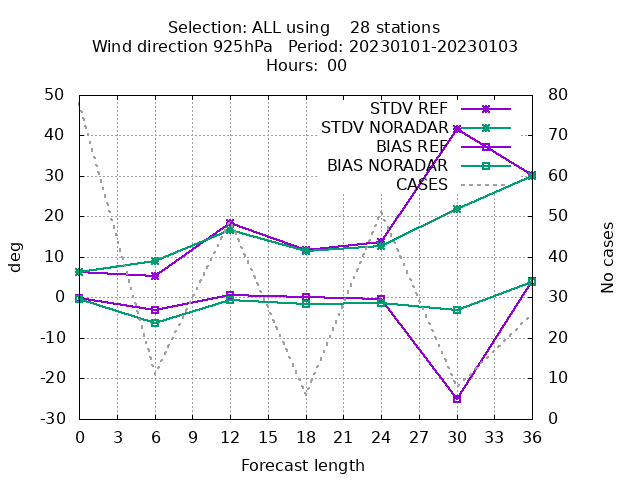 Selection: ALL using    28 stations
Wind direction 925hPa   Period: 20230101-20230103
Hours: 00
STDV REF
STDV NORADAR
BIAS REF
BIAS NORADAR
CASES
50
40
30
20
10
0
-10
-20
-30
deg
80
70
60
50
40
30
20
10
0
No cases
0 3 6 9 12 15 18 21 24 27 30 33 36
Forecast length